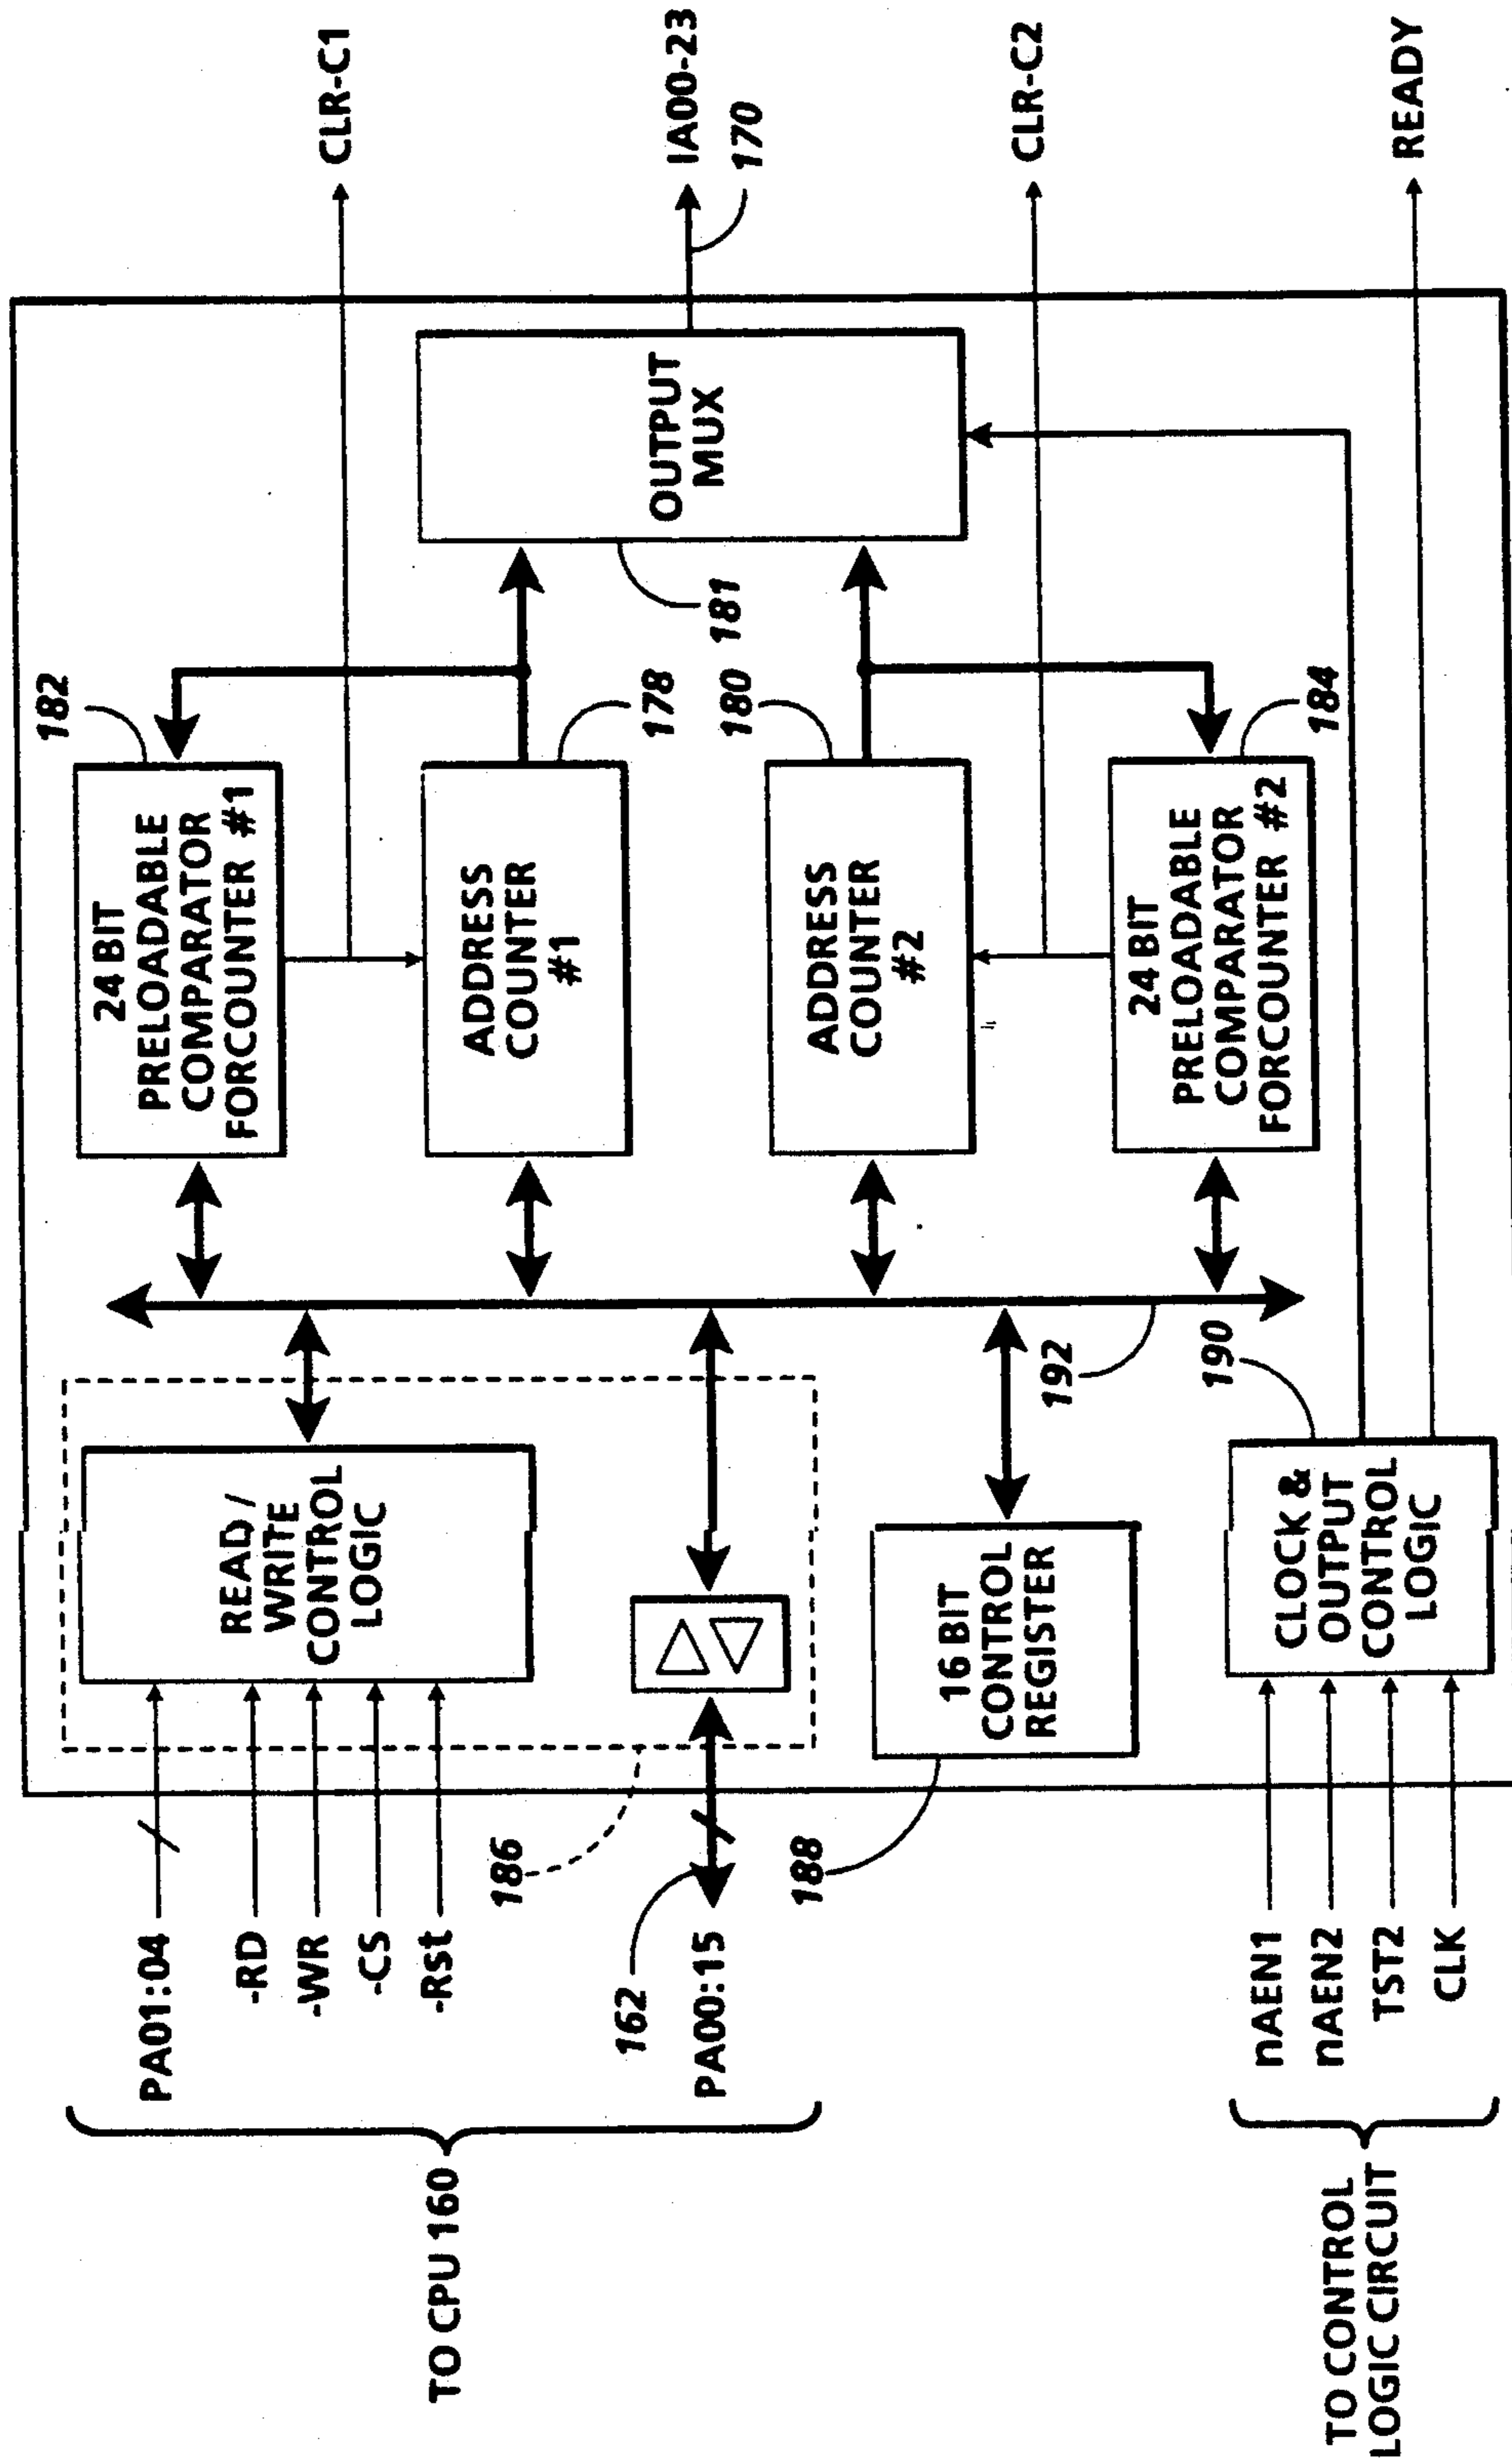 TO CPU 160
PA01:04
-RD
-WR
-CS
-Rst
162
PA00:15
186
READ /
WRITE
CONTROL
LOGIC
188
16 BIT
CONTROL
REGISTER
TO CONTROL
LOGIC CIRCUIT
nAEN1
nAEN2
TST2
CLK
190
CLOCK &
OUTPUT
CONTROL
LOGIC
192
182
24 BIT
PRELOADABLE
COMPARATOR
FORCOUNTER #1
178
ADDRESS
COUNTER
#1
180
ADDRESS
COUNTER
#2
184
24 BIT
PRELOADABLE
COMPARATOR
FORCOUNTER #2
181
OUTPUT
MUX
CLR-C1
IA00-23
170
CLR-C2
READY